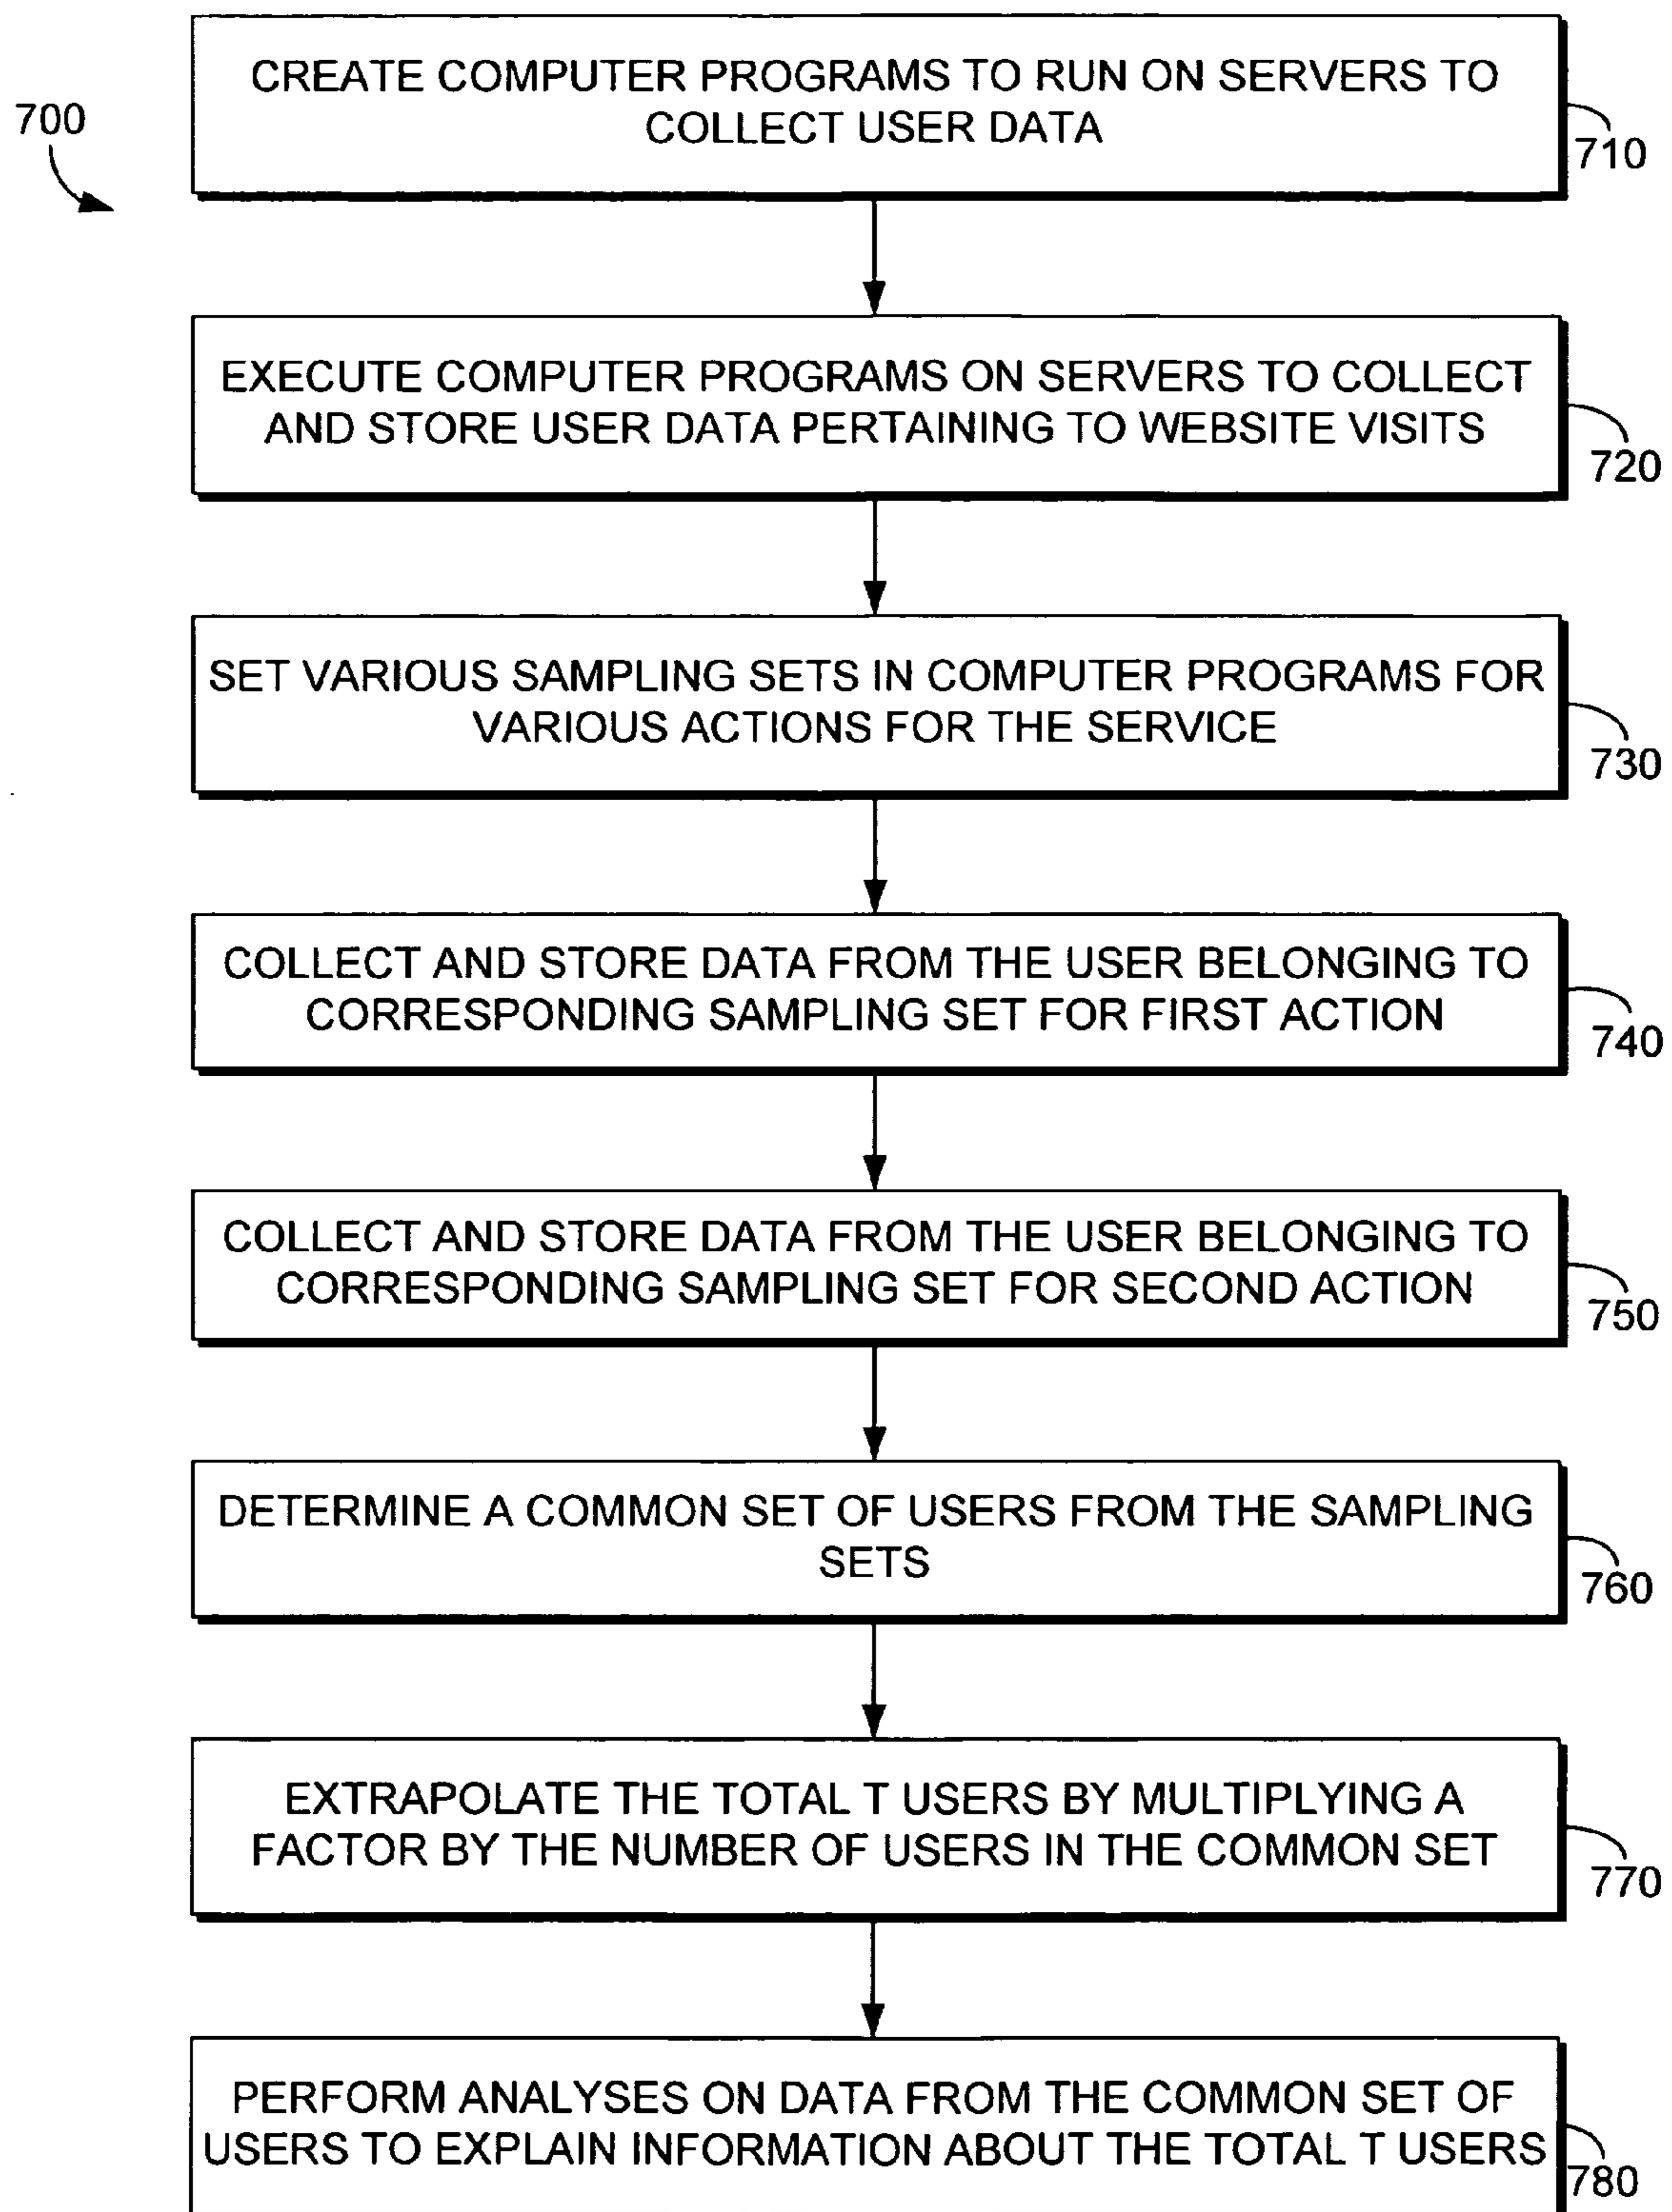 700
CREATE COMPUTER PROGRAMS TO RUN ON SERVERS TO
COLLECT USER DATA
710
EXECUTE COMPUTER PROGRAMS ON SERVERS TO COLLECT
AND STORE USER DATA PERTAINING TO WEBSITE VISITS
720
SET VARIOUS SAMPLING SETS IN COMPUTER PROGRAMS FOR
VARIOUS ACTIONS FOR THE SERVICE
730
COLLECT AND STORE DATA FROM THE USER BELONGING TO
CORRESPONDING SAMPLING SET FOR FIRST ACTION
740
COLLECT AND STORE DATA FROM THE USER BELONGING TO
CORRESPONDING SAMPLING SET FOR SECOND ACTION
750
DETERMINE A COMMON SET OF USERS FROM THE SAMPLING
SETS
760
EXTRAPOLATE THE TOTAL T USERS BY MULTIPLYING A
FACTOR BY THE NUMBER OF USERS IN THE COMMON SET
770
PERFORM ANALYSES ON DATA FROM THE COMMON SET OF
USERS TO EXPLAIN INFORMATION ABOUT THE TOTAL T USERS
780